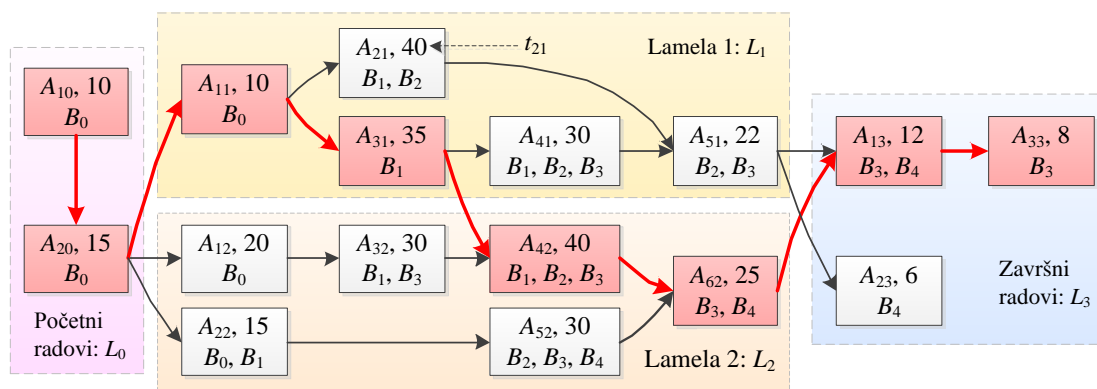 A₁₀, 10
B₀
A₂₀, 15
B₀
Početni
radovi: L₀
Lamela 1: L₁
A₁₁, 10
B₀
A₂₁, 40
B₁, B₂
t₂₁
A₃₁, 35
B₁
A₄₁, 30
B₁, B₂, B₃
A₅₁, 22
B₂, B₃
A₁₂, 20
B₀
A₃₂, 30
B₁, B₃
A₄₂, 40
B₁, B₂, B₃
A₆₂, 25
B₃, B₄
A₂₂, 15
B₀, B₁
A₅₂, 30
B₂, B₃, B₄
Lamela 2: L₂
A₁₃, 12
B₃, B₄
A₃₃, 8
B₃
A₂₃, 6
B₄
Završni
radovi: L₃